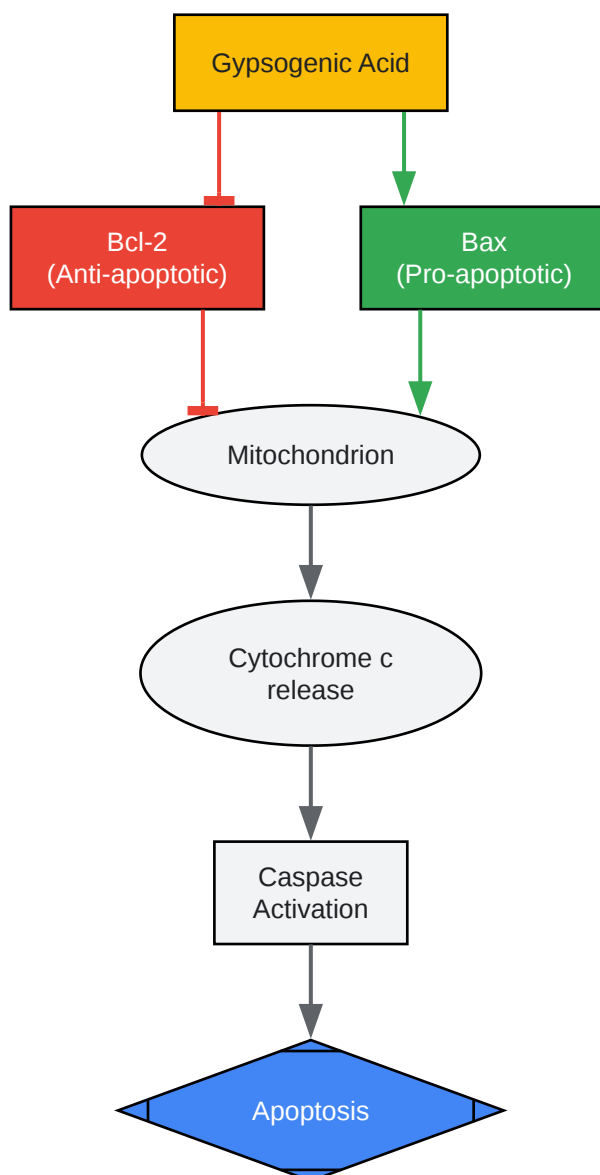 Gypsogenic Acid
Bcl-2
(Anti-apoptotic)
Bax
(Pro-apoptotic)
Mitochondrion
Cytochrome c
release
Caspase
Activation
Apoptosis